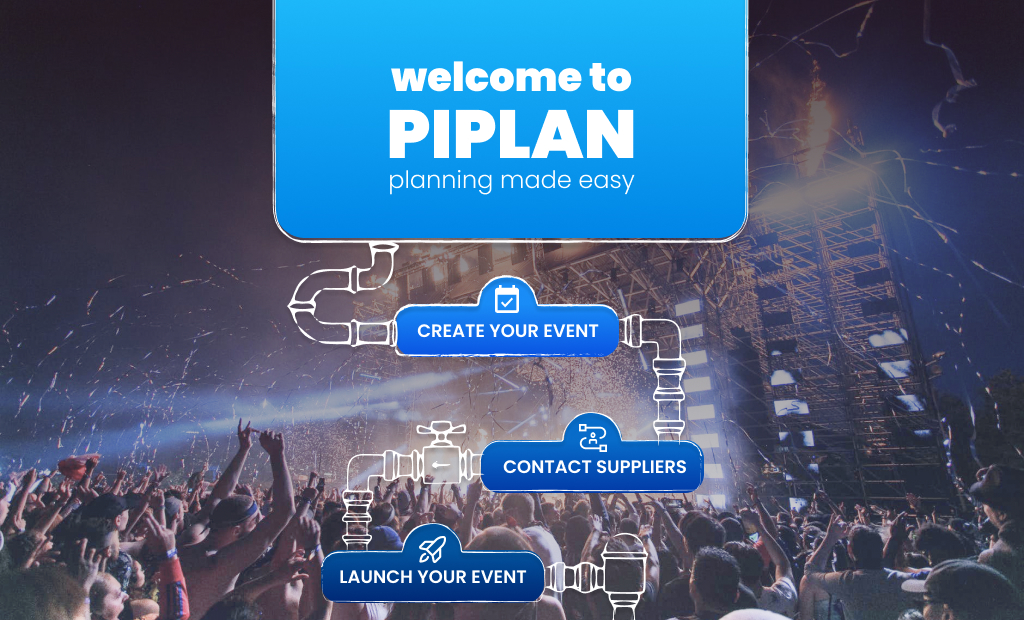 welcome to
PIPLAN
planning made easy
CREATE YOUR EVENT
CONTACT SUPPLIERS
LAUNCH YOUR EVENT